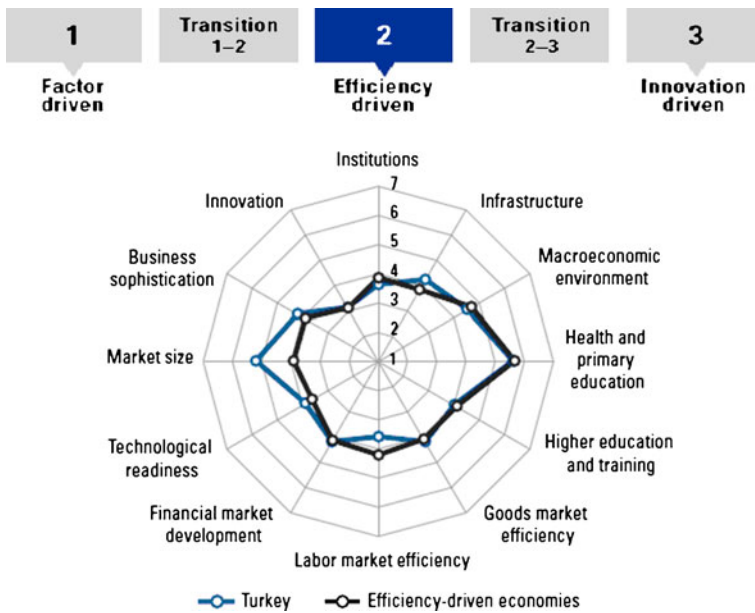 1
Transition
1–2
2
Transition
2–3
3
Factor
driven
Efficiency
driven
Innovation
driven
Institutions
7
6
5
4
3
2
1
Infrastructure
Macroeconomic
environment
Health and
primary
education
Higher education
and training
Goods market
efficiency
Labor market efficiency
Financial market
development
Technological
readiness
Market size
Business
sophistication
Innovation
Turkey
Efficiency-driven economies